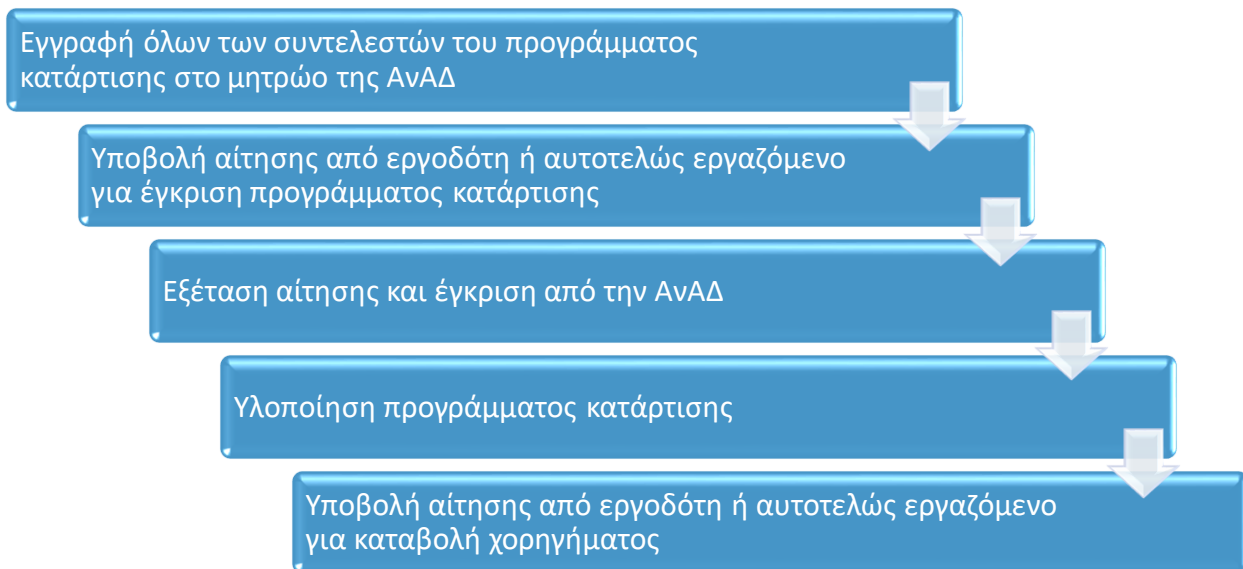 Εγγραφή όλων των συντελεστών του προγράμματος
κατάρτισης στο μητρώο της ΑνΑΔ
Υποβολή αίτησης από εργοδότη ή αυτοτελώς εργαζόμενο
για έγκριση προγράμματος κατάρτισης
Εξέταση αίτησης και έγκριση από την ΑνΑΔ
Υλοποίηση προγράμματος κατάρτισης
Υποβολή αίτησης από εργοδότη ή αυτοτελώς εργαζόμενο
για καταβολή χορηγήματος